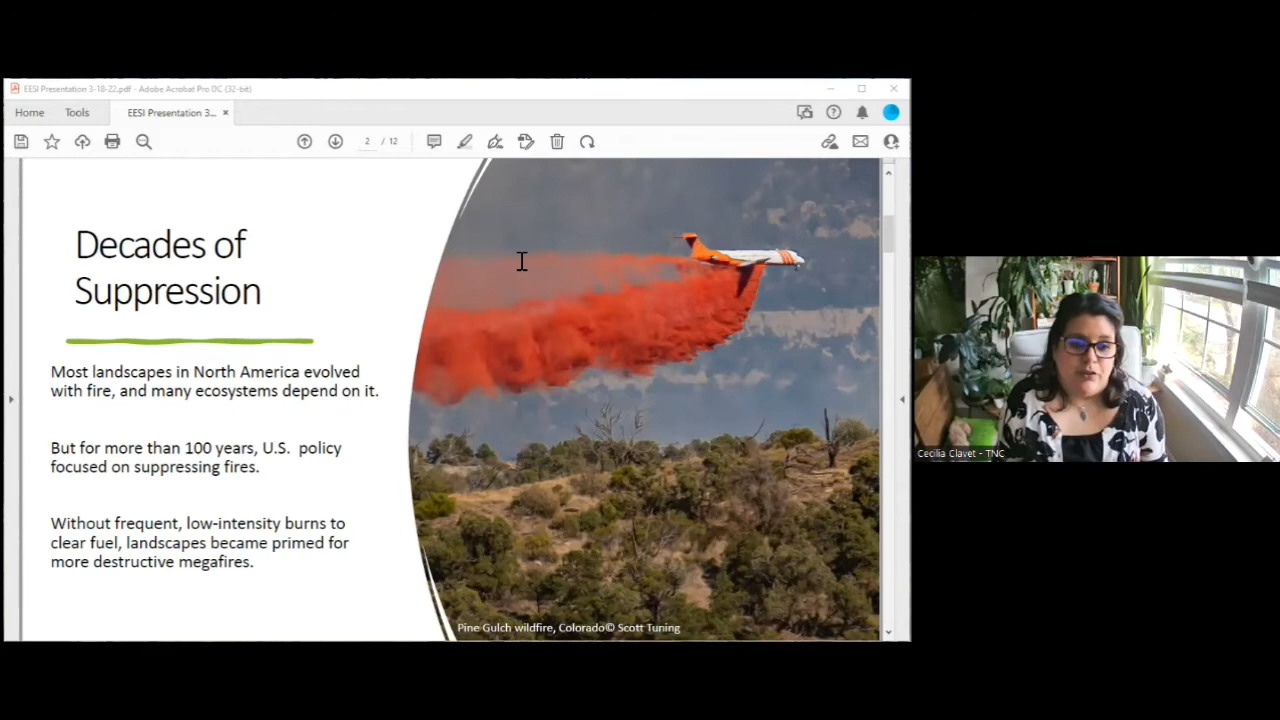 EESI Presentation 3-18-22.pdf - Adobe Acrobat Pro DC (32-bit)
Home Tools EESI Presentation 3...
2 / 12
Decades of
Suppression
Most landscapes in North America evolved
with fire, and many ecosystems depend on it.
But for more than 100 years, U.S. policy
focused on suppressing fires.
Without frequent, low-intensity burns to
clear fuel, landscapes became primed for
more destructive megafires.
Pine Gulch wildfire, Colorado© Scott Tuning
Cecilia Clavet - TNC